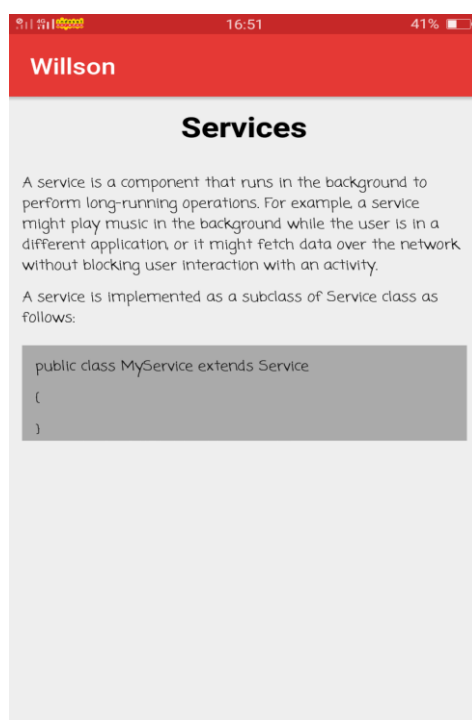 16:51
41%
Willson
Services
A service is a component that runs in the background to
perform long-running operations. For example, a service
might play music in the background while the user is in a
different application, or it might fetch data over the network
without blocking user interaction with an activity.
A service is implemented as a subclass of Service class as
follows:
public class MyService extends Service
{
}